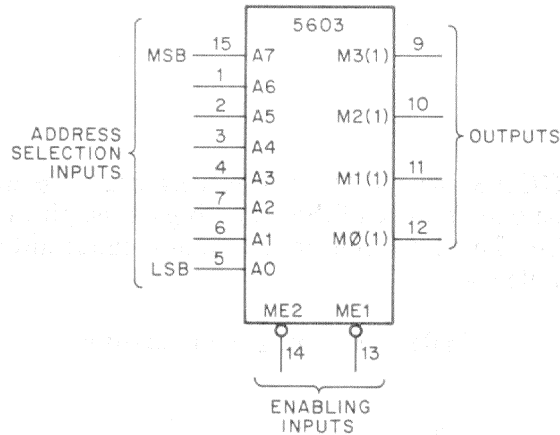 5603
MSB 15 A7 M3(1) 9
1 A6
2 A5 M2(1) 10
3 A4
ADDRESS
SELECTION
INPUTS
OUTPUTS
4 A3 M1(1) 11
7 A2
6 A1 MØ(1) 12
LSB 5 A0
ME2 ME1
14 13
ENABLING
INPUTS